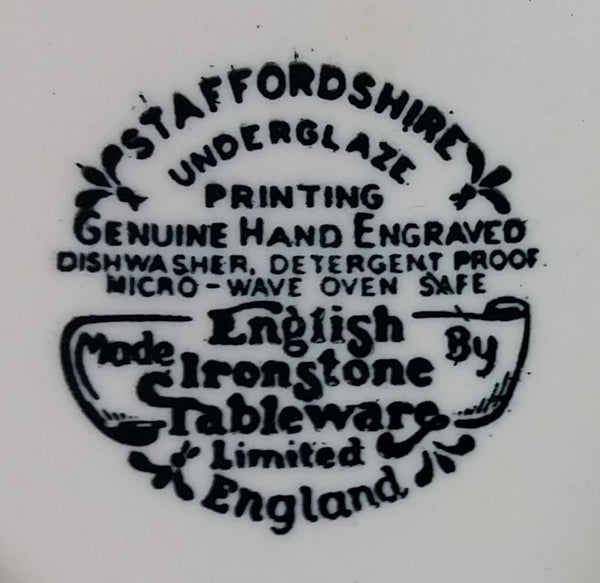 STAFFORDSHIRE
UNDERGLAZE
PRINTING
GENUINE HAND ENGRAVED
DISHWASHER, DETERGENT PROOF.
MICRO-WAVE OVEN SAFE
Made English By
Ironstone
Tableware
Limited
England